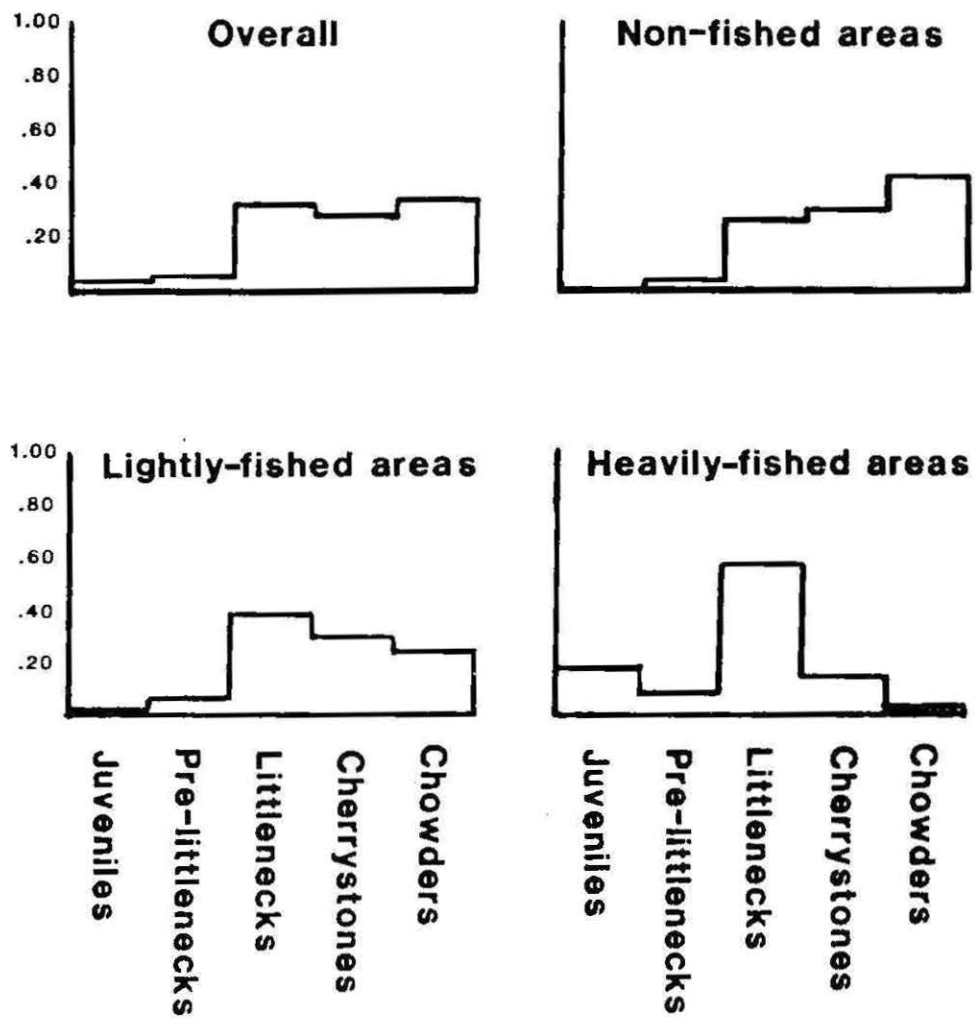 1.00
.80
.60
.40
.20
Overall
Non-fished areas
1.00
.80
.60
.40
.20
Lightly-fished areas
Heavily-fished areas
Juveniles
Pre-littlenecks
Littlenecks
Cherrystones
Chowders
Juveniles
Pre-littlenecks
Littlenecks
Cherrystones
Chowders